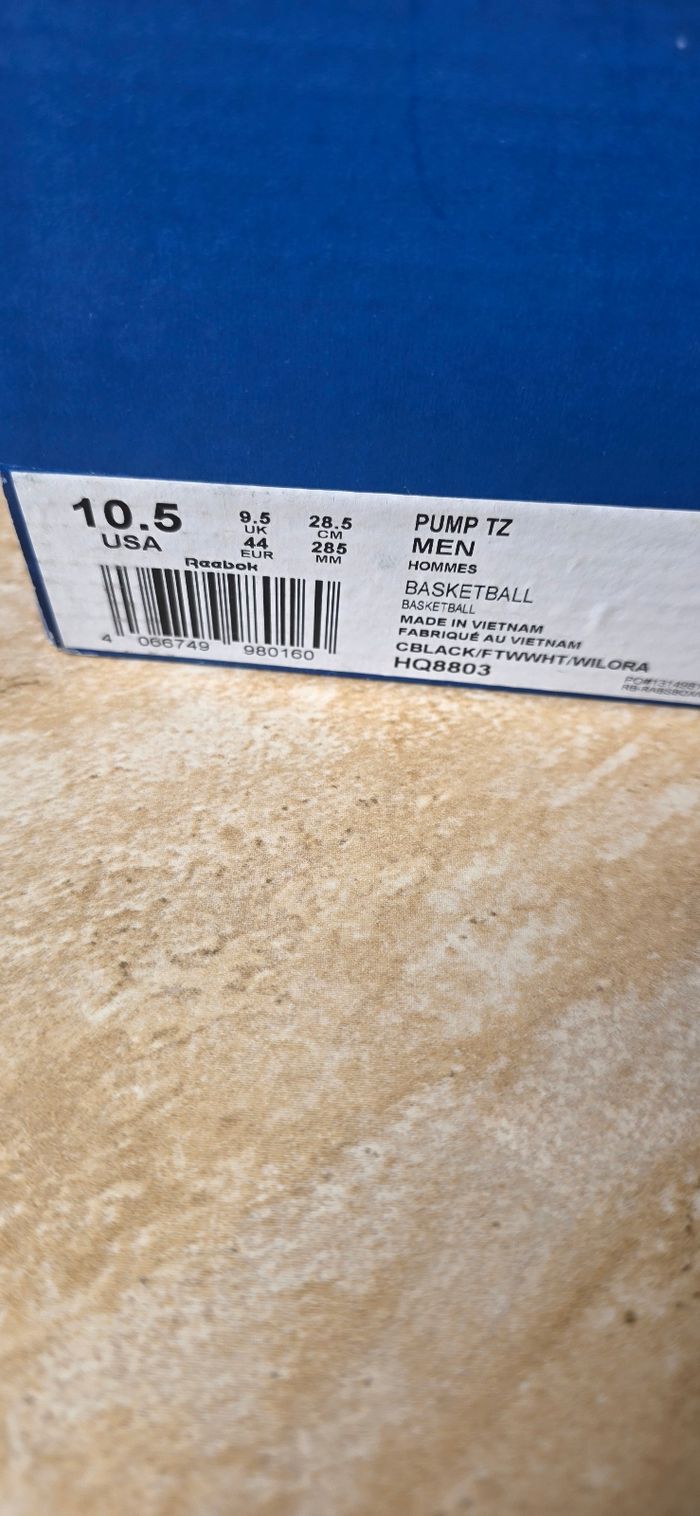 10.5
USA
9.5
UK
44
EUR
28.5
CM
285
MM
Reebok
4 066749 980160
PUMP TZ
MEN
HOMMES
BASKETBALL
BASKETBALL
MADE IN VIETNAM
FABRIQUÉ AU VIETNAM
CBLACK/FTWWHT/WILORA
HQ8803